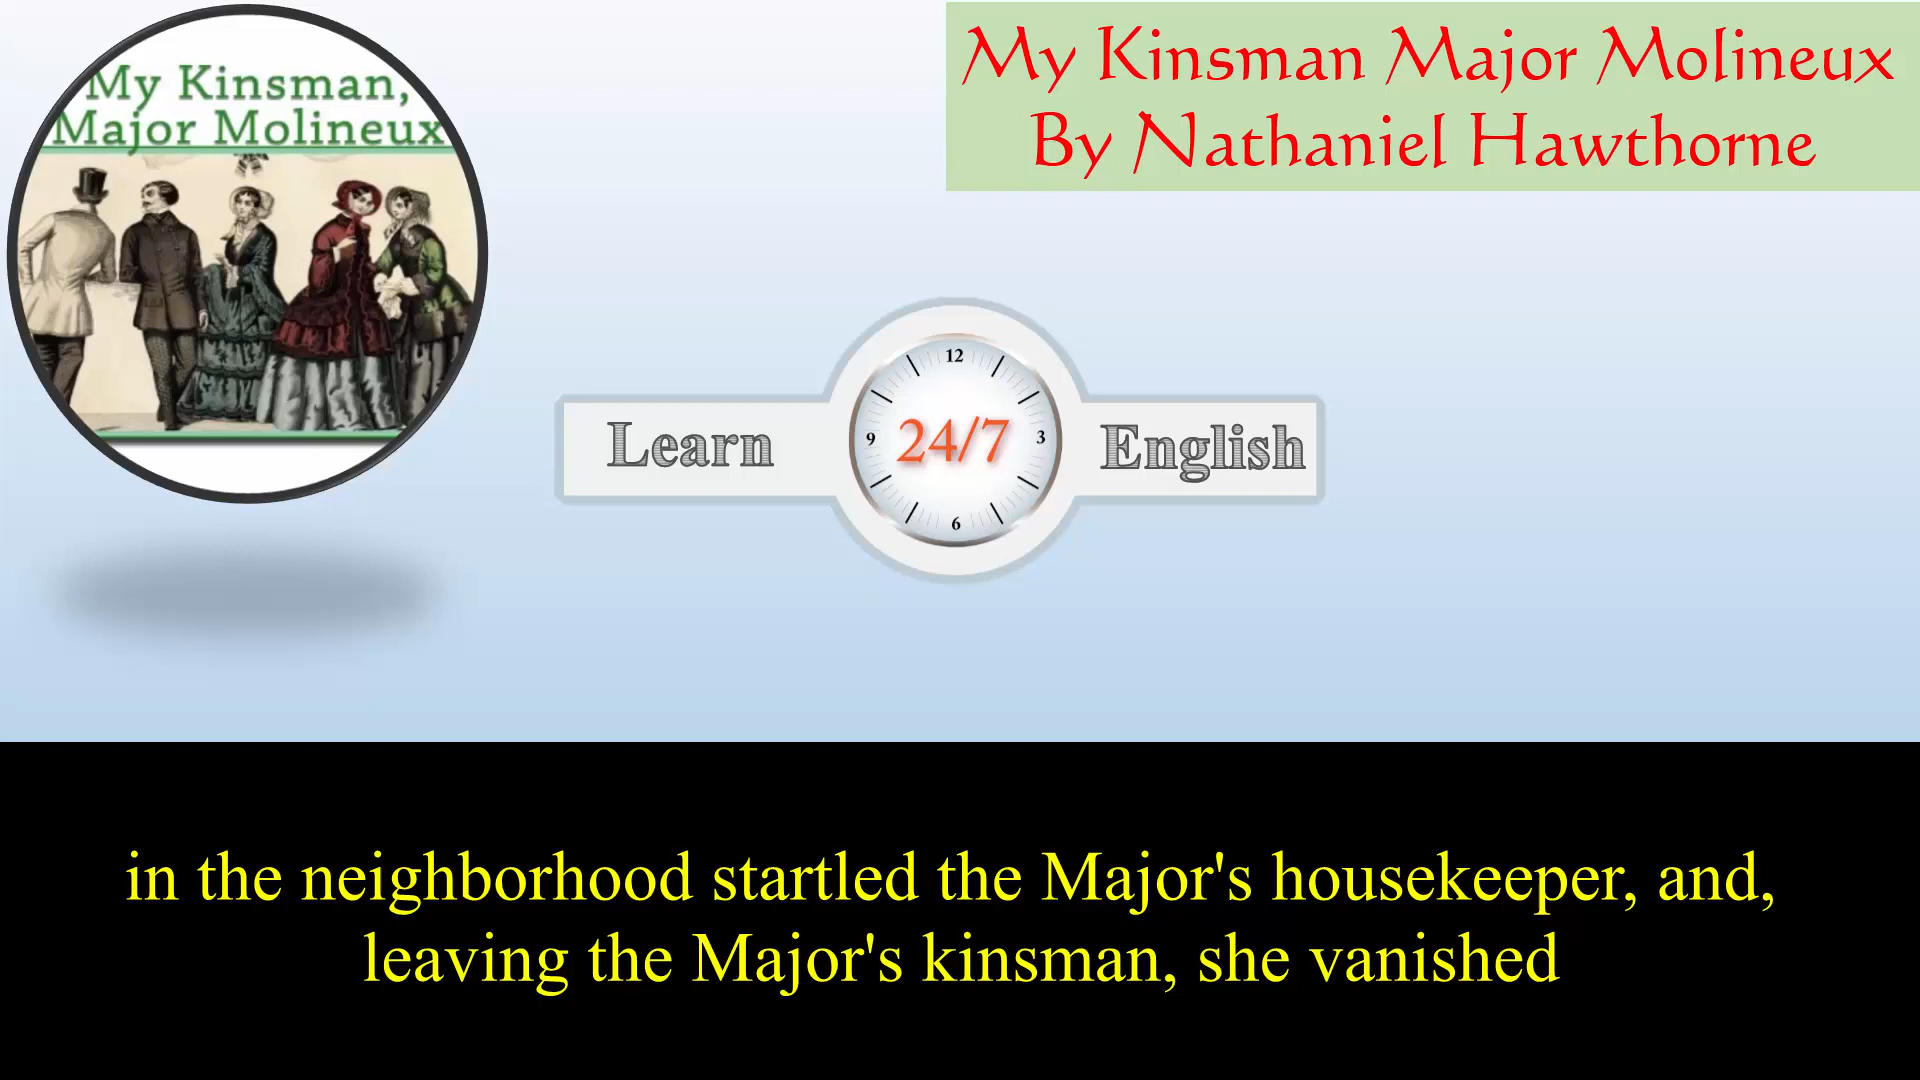 My Kinsman,
Major Molineux
My Kinsman Major Molineux
By Nathaniel Hawthorne
Learn 24/7 English
12
9
3
6
in the neighborhood startled the Major's housekeeper, and,
leaving the Major's kinsman, she vanished